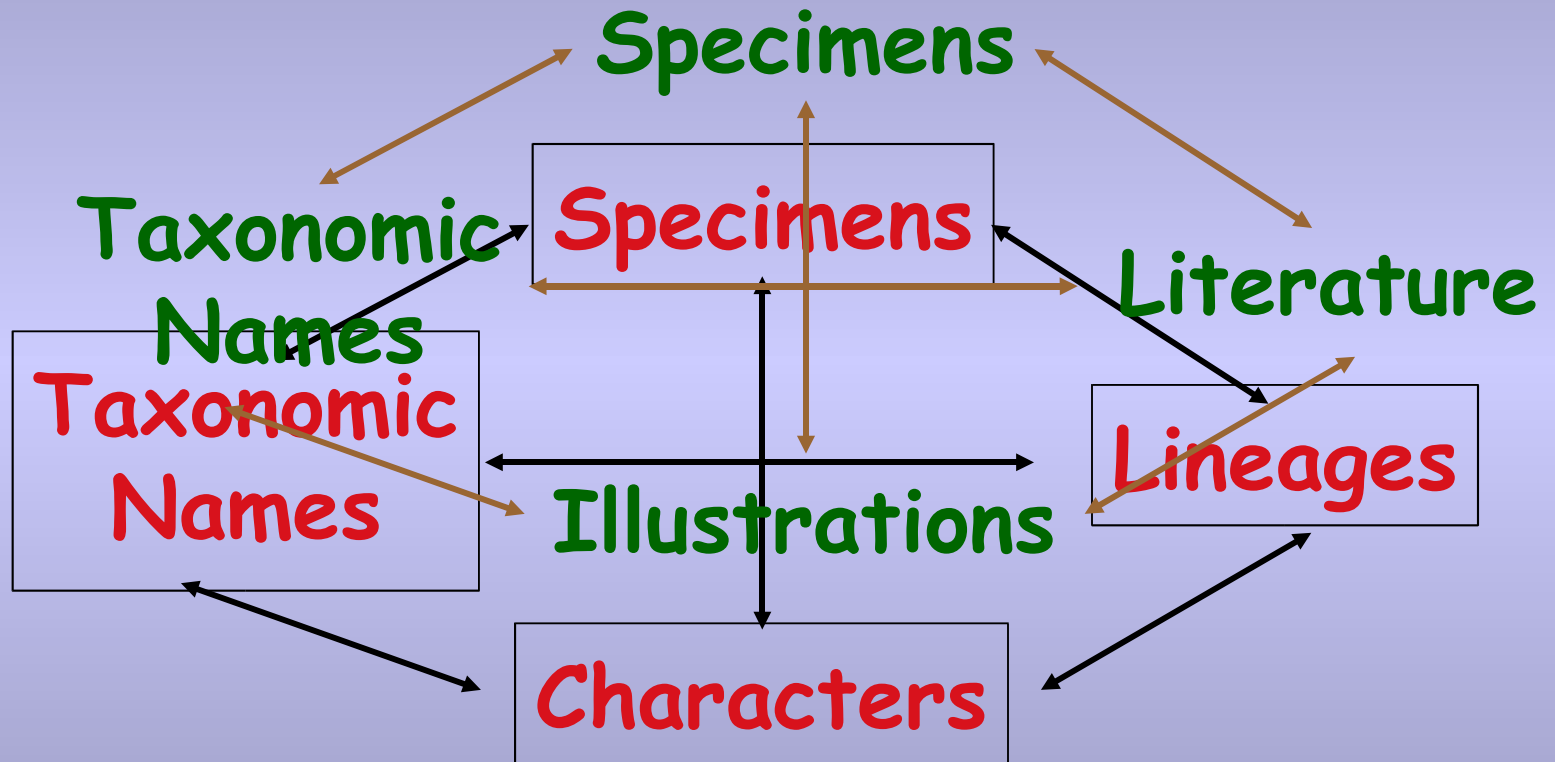 Specimens
Specimens
Taxonomic
Names
Literature
Taxonomic
Names
Lineages
Illustrations
Characters